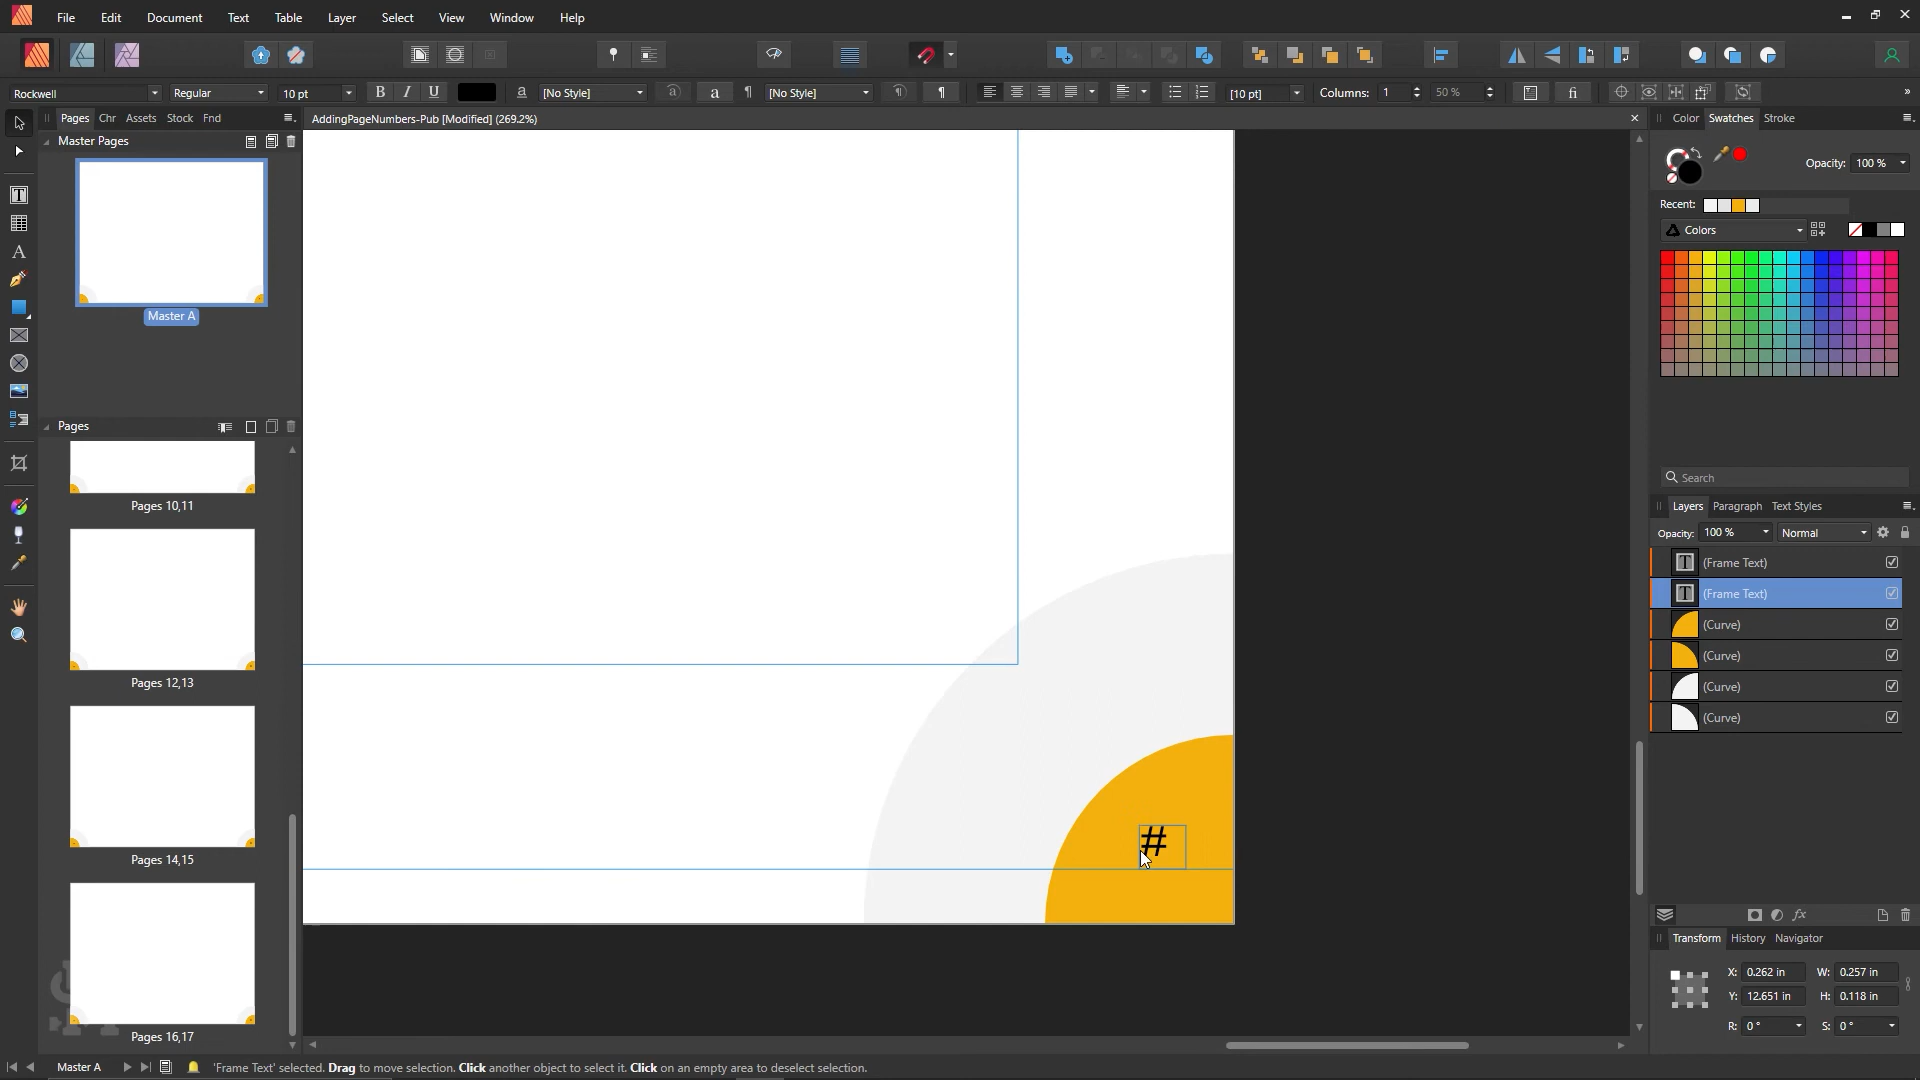 File Edit Document Text Table Layer Select View Window Help
Rockwell Regular 10 pt B I U a [No Style] a a ¶ [No Style] ¶ ¶ [10 pt] Columns: 1 50 % fi »
Pages Chr Assets Stock Fnd
AddingPageNumbers-Pub [Modified] (269.2%)
Color Swatches Stroke
Master Pages
Opacity: 100 %
Recent:
Colors
Master A
Pages
Pages 10,11
Search
Layers Paragraph Text Styles
Opacity: 100 % Normal
(Frame Text)
(Frame Text)
(Curve)
(Curve)
(Curve)
(Curve)
Pages 12,13
#
Pages 14,15
fx
Transform History Navigator
X: 0.262 in W: 0.257 in
Y: 12.651 in H: 0.118 in
R: 0 ° S: 0 °
Pages 16,17
Master A 'Frame Text' selected. Drag to move selection. Click another object to select it. Click on an empty area to deselect selection.